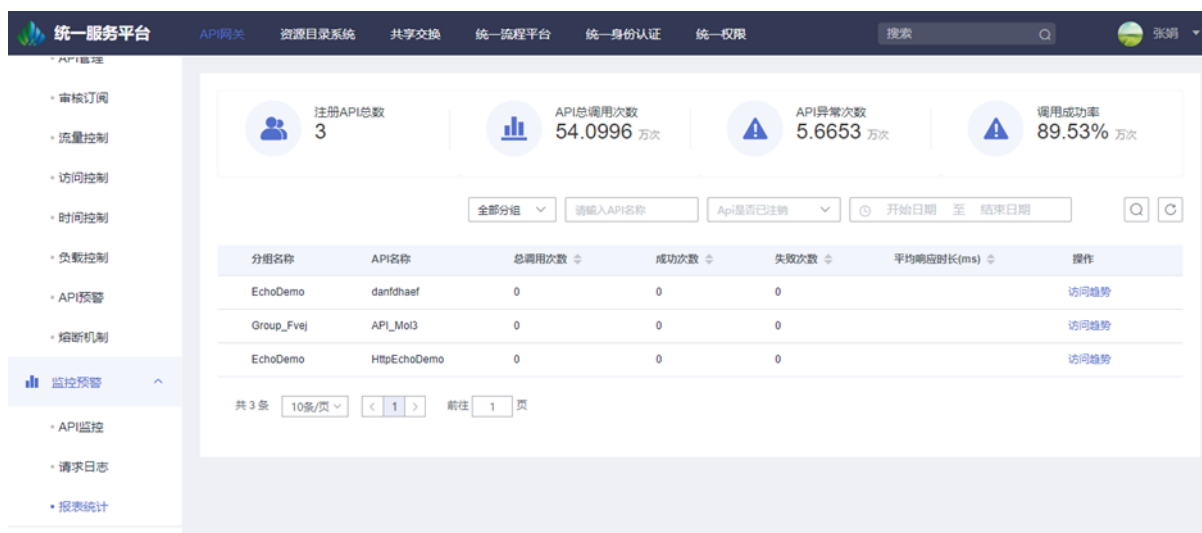 统一服务平台
API网关 资源目录系统 共享交换 统一流程平台 统一身份认证 统一权限 搜索 张娟
API管理
审核订阅
流量控制
访问控制
时间控制
负载控制
API预警
熔断机制
监控预警
API监控
请求日志
报表统计
注册API总数
3
API总调用次数
54.0996 万次
API异常次数
5.6653 万次
调用成功率
89.53% 万次
全部分组 请输入API名称 Api是否已注销 开始日期 至 结束日期
分组名称 API名称 总调用次数 成功次数 失败次数 平均响应时长(ms) 操作
EchoDemo danfdhaef 0 0 0 访问趋势
Group_Fvej API_Mol3 0 0 0 访问趋势
EchoDemo HttpEchoDemo 0 0 0 访问趋势
共 3 条 10条/页 < 1 > 前往 1 页